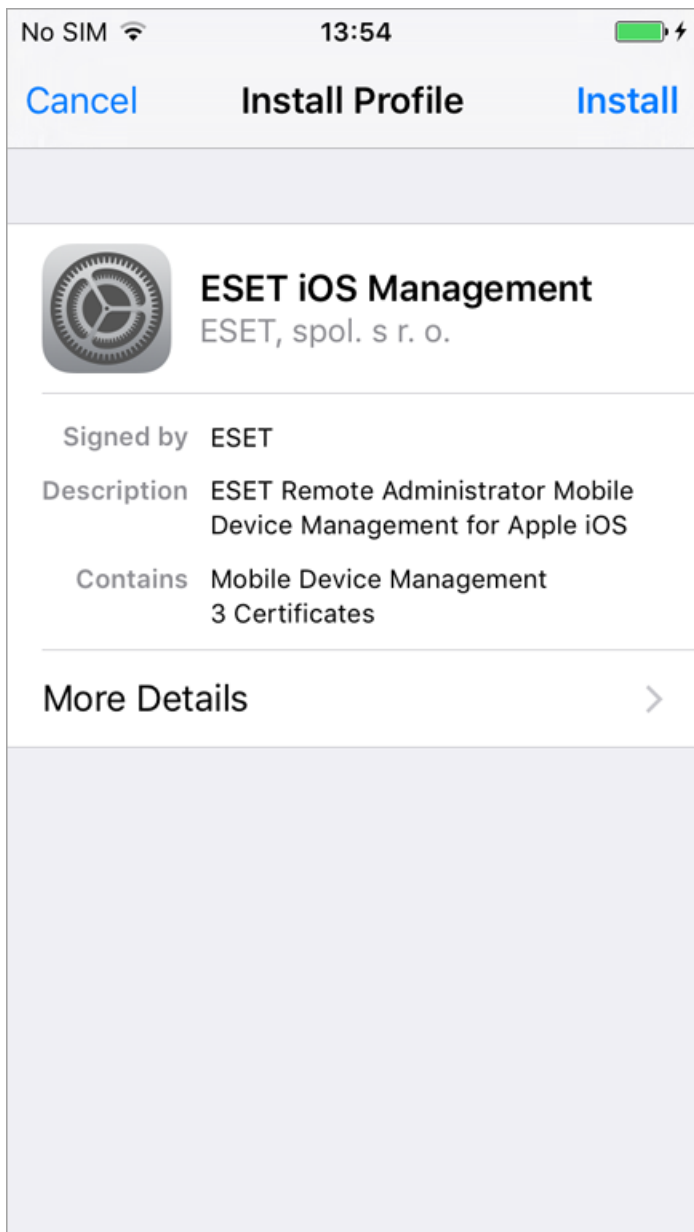 No SIM 13:54
Cancel Install Profile Install
ESET iOS Management
ESET, spol. s r. o.
Signed by ESET
Description ESET Remote Administrator Mobile
Device Management for Apple iOS
Contains Mobile Device Management
3 Certificates
More Details